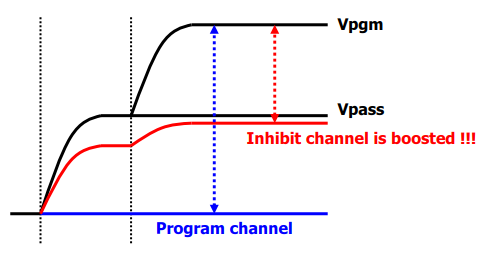 Vpgm
Vpass
Inhibit channel is boosted !!!
Program channel